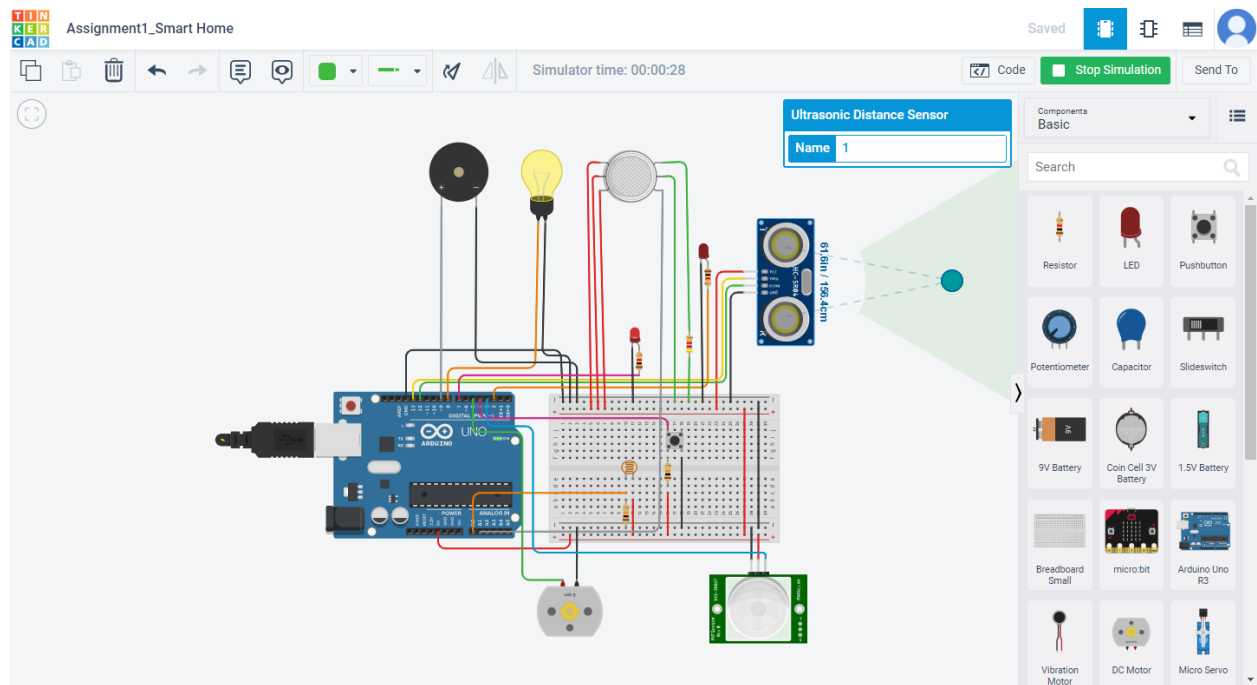 TIN
KER
CAD
Assignment1_Smart Home
Saved
Simulator time: 00:00:28
Code
Stop Simulation
Send To
Ultrasonic Distance Sensor
Name 1
Components
Basic
Search
Resistor
LED
Pushbutton
Potentiometer
Capacitor
Slideswitch
9V Battery
Coin Cell 3V
Battery
1.5V Battery
Breadboard
Small
micro:bit
Arduino Uno
R3
Vibration
Motor
DC Motor
Micro Servo
61.6in / 156.4cm
HC-SR04
DIGITAL
UNO
ARDUINO
POWER
ANALOG IN
9V